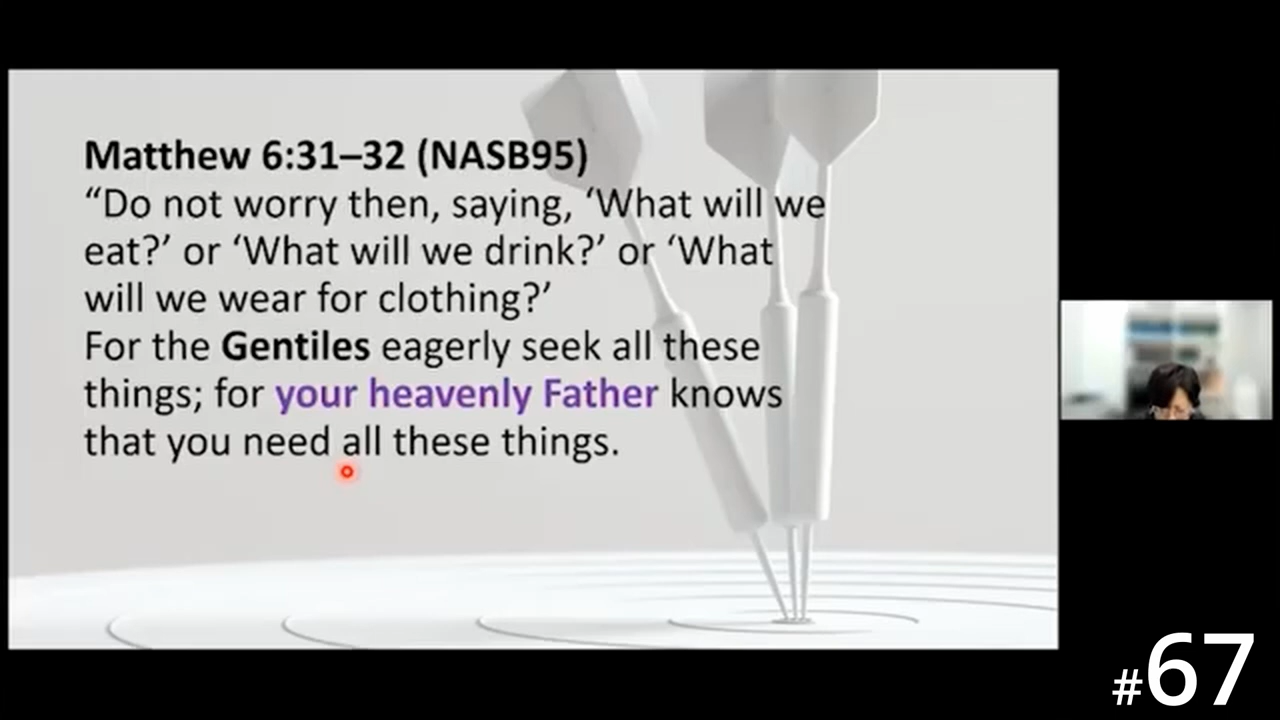 Matthew 6:31–32 (NASB95)
“Do not worry then, saying, ‘What will we
eat?’ or ‘What will we drink?’ or ‘What
will we wear for clothing?’
For the Gentiles eagerly seek all these
things; for your heavenly Father knows
that you need all these things.
#67